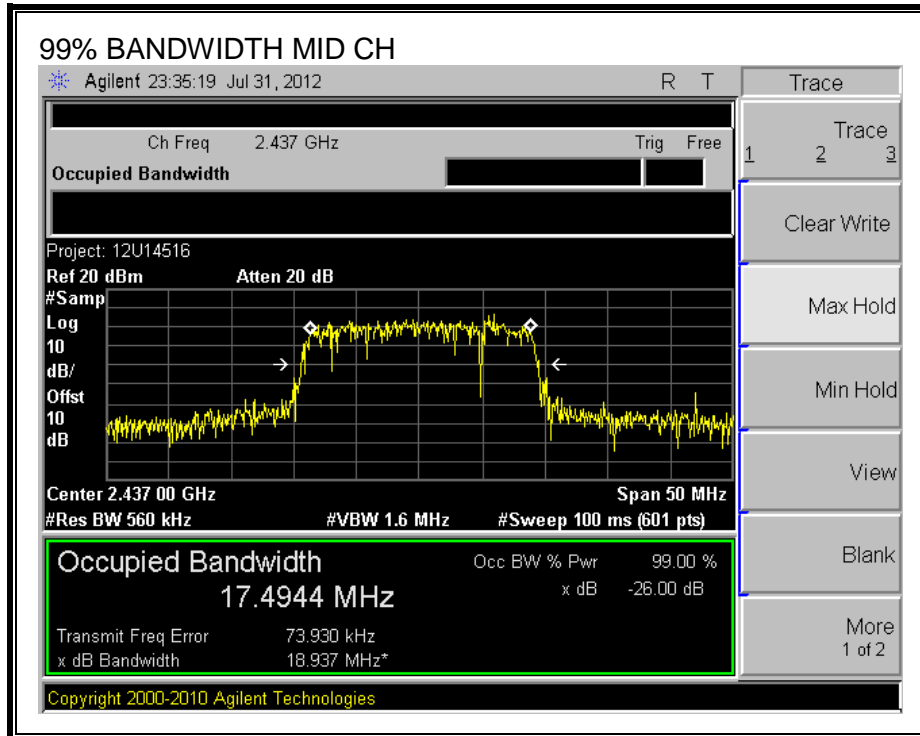 99% BANDWIDTH MID CH
Agilent 23:35:19 Jul 31, 2012 R T
Trace
Ch Freq 2.437 GHz Trig Free
Occupied Bandwidth
Trace
1 2 3
Clear Write
Max Hold
Min Hold
View
Blank
More
1 of 2
Project: 12U14516
Ref 20 dBm Atten 20 dB
#Samp
Log
10
dB/
Offst
10
dB
Center 2.437 00 GHz Span 50 MHz
#Res BW 560 kHz #VBW 1.6 MHz #Sweep 100 ms (601 pts)
Occupied Bandwidth Occ BW % Pwr 99.00 %
17.4944 MHz x dB -26.00 dB
Transmit Freq Error 73.930 kHz
x dB Bandwidth 18.937 MHz*
Copyright 2000-2010 Agilent Technologies